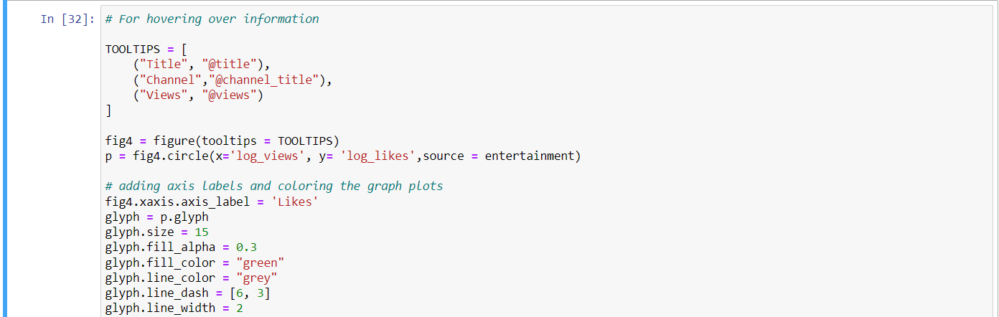 In [32]: # For hovering over information
TOOLTIPS = [
    ("Title", "@title"),
    ("Channel","@channel_title"),
    ("Views", "@views")
]
fig4 = figure(tooltips = TOOLTIPS)
p = fig4.circle(x='log_views', y= 'log_likes',source = entertainment)
# adding axis labels and coloring the graph plots
fig4.xaxis.axis_label = 'Likes'
glyph = p.glyph
glyph.size = 15
glyph.fill_alpha = 0.3
glyph.fill_color = "green"
glyph.line_color = "grey"
glyph.line_dash = [6, 3]
glyph.line_width = 2